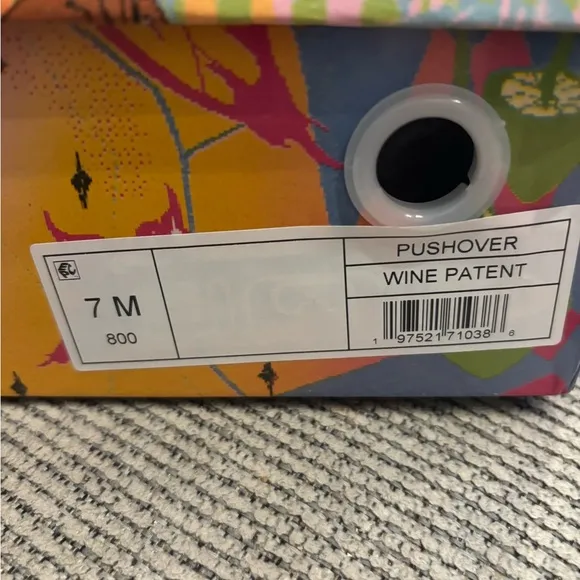 7 M
800
PUSHOVER
WINE PATENT
1 97521 71038 6